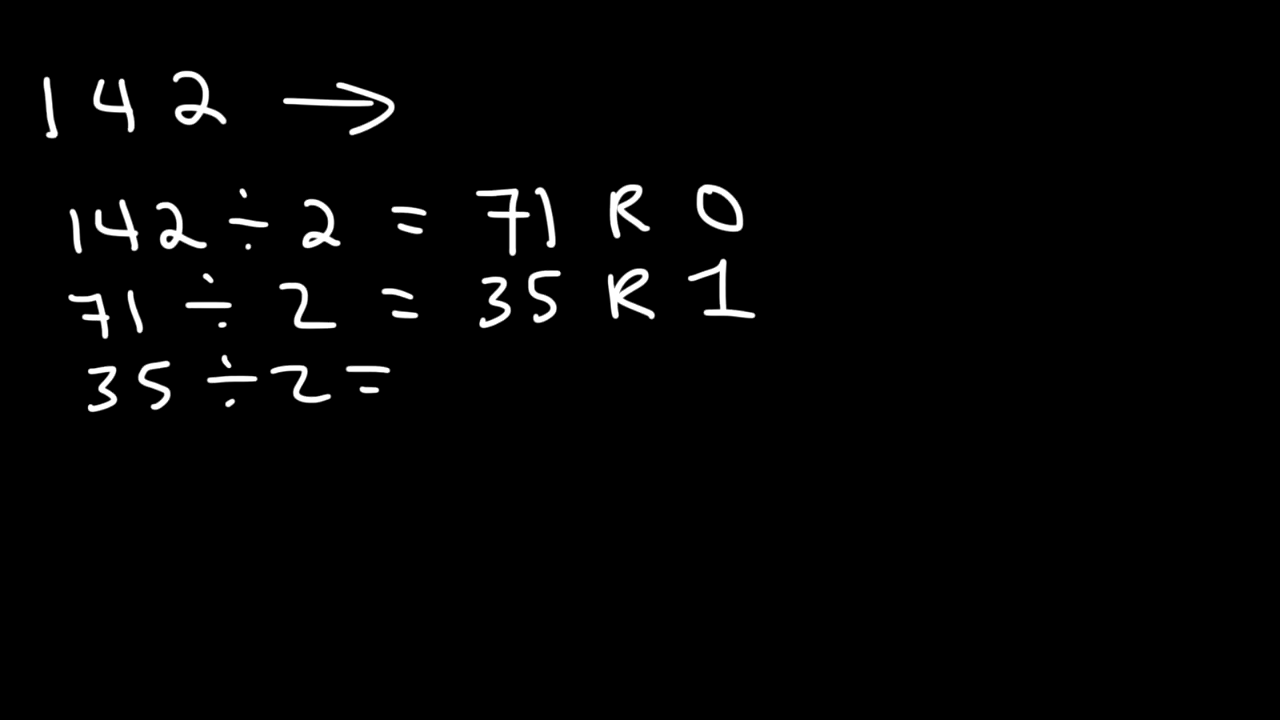 142 →
142 ÷ 2 = 71 R 0
71 ÷ 2 = 35 R 1
35 ÷ 2 =